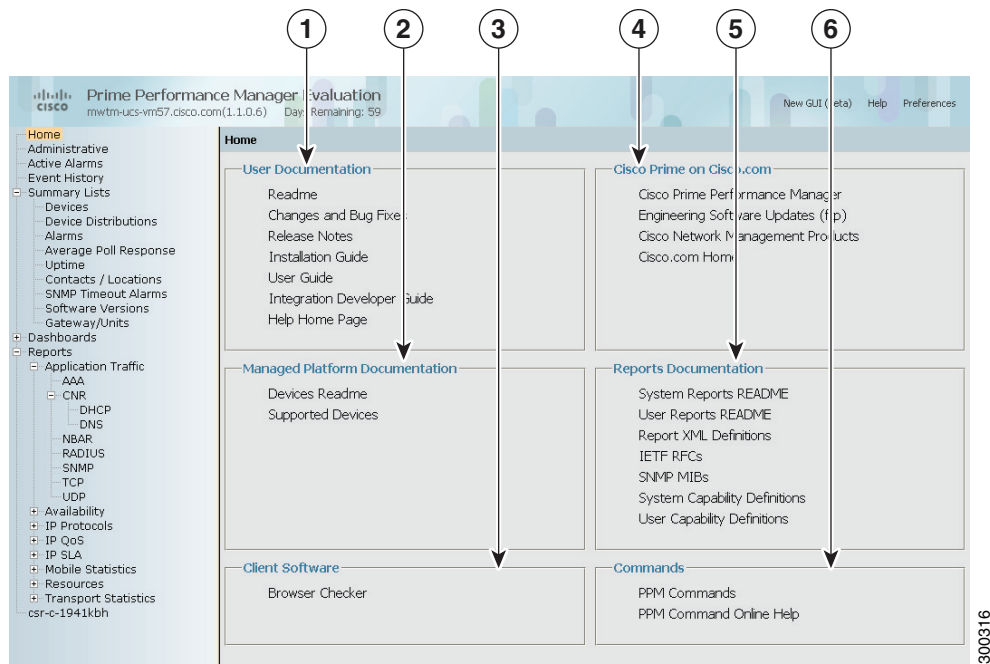 1 2 3 4 5 6
CISCO
Prime Performance Manager Evaluation
mwtm-ucs-vm57.cisco.com(1.1.0.6) Days Remaining: 59
New GUI (Beta) Help Preferences
Home
Administrative
Active Alarms
Event History
Summary Lists
Devices
Device Distributions
Alarms
Average Poll Response
Uptime
Contacts / Locations
SNMP Timeout Alarms
Software Versions
Gateway/Units
Dashboards
Reports
Application Traffic
AAA
CNR
DHCP
DNS
NBAR
RADIUS
SNMP
TCP
UDP
Availability
IP Protocols
IP QoS
IP SLA
Mobile Statistics
Resources
Transport Statistics
csr-c-1941kbh
Home
User Documentation
Readme
Changes and Bug Fixes
Release Notes
Installation Guide
User Guide
Integration Developer Guide
Help Home Page
Cisco Prime on Cisco.com
Cisco Prime Performance Manager
Engineering Software Updates (ftp)
Cisco Network Management Products
Cisco.com Home
Managed Platform Documentation
Devices Readme
Supported Devices
Reports Documentation
System Reports README
User Reports README
Report XML Definitions
IETF RFCs
SNMP MIBs
System Capability Definitions
User Capability Definitions
Client Software
Browser Checker
Commands
PPM Commands
PPM Command Online Help
300316